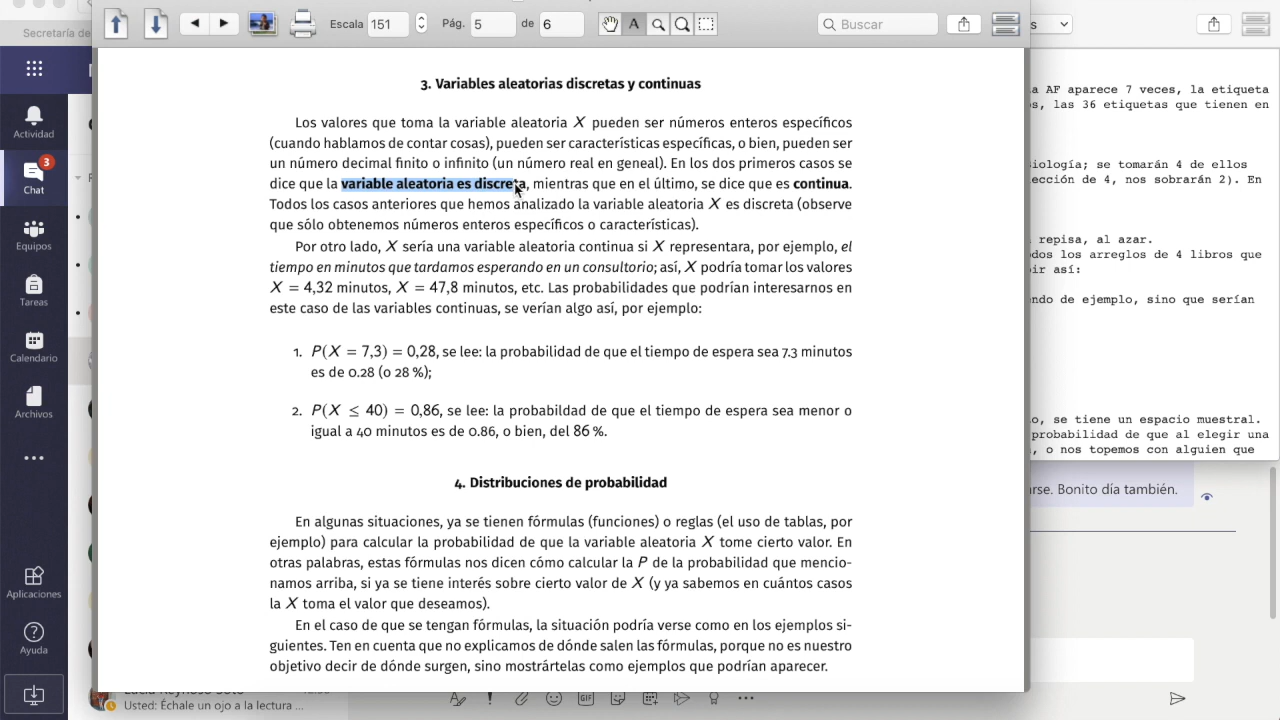 Secretaría de
Escala 151
Pág. 5 de 6
Buscar
s
Actividad
3
Chat
Equipos
Tareas
Calendario
Archivos
Aplicaciones
Ayuda
3. Variables aleatorias discretas y continuas
Los valores que toma la variable aleatoria X pueden ser números enteros específicos
(cuando hablamos de contar cosas), pueden ser características específicas, o bien, pueden ser
un número decimal finito o infinito (un número real en geneal). En los dos primeros casos se
dice que la variable aleatoria es discreta, mientras que en el último, se dice que es continua.
Todos los casos anteriores que hemos analizado la variable aleatoria X es discreta (observe
que sólo obtenemos números enteros específicos o características).
Por otro lado, X sería una variable aleatoria continua si X representara, por ejemplo, el
tiempo en minutos que tardamos esperando en un consultorio; así, X podría tomar los valores
X = 4,32 minutos, X = 47,8 minutos, etc. Las probabilidades que podrían interesarnos en
este caso de las variables continuas, se verían algo así, por ejemplo:
1. P(X = 7,3) = 0,28, se lee: la probabilidad de que el tiempo de espera sea 7.3 minutos
es de 0.28 (o 28 %);
2. P(X ≤ 40) = 0,86, se lee: la probabildad de que el tiempo de espera sea menor o
igual a 40 minutos es de 0.86, o bien, del 86 %.
4. Distribuciones de probabilidad
En algunas situaciones, ya se tienen fórmulas (funciones) o reglas (el uso de tablas, por
ejemplo) para calcular la probabilidad de que la variable aleatoria X tome cierto valor. En
otras palabras, estas fórmulas nos dicen cómo calcular la P de la probabilidad que mencio-
namos arriba, si ya se tiene interés sobre cierto valor de X (y ya sabemos en cuántos casos
la X toma el valor que deseamos).
En el caso de que se tengan fórmulas, la situación podría verse como en los ejemplos si-
guientes. Ten en cuenta que no explicamos de dónde salen las fórmulas, porque no es nuestro
objetivo decir de dónde surgen, sino mostrártelas como ejemplos que podrían aparecer.
a AF aparece 7 veces, la etiqueta
s, las 36 etiquetas que tienen en
iología; se tomarán 4 de ellos
ección de 4, nos sobrarán 2). En
repisa, al azar.
dos los arreglos de 4 libros que
ir así:
ndo de ejemplo, sino que serían
o, se tiene un espacio muestral.
probabilidad de que al elegir una
, o nos topemos con alguien que
rse. Bonito día también.
Usted: Échale un ojo a la lectura ...
GIF